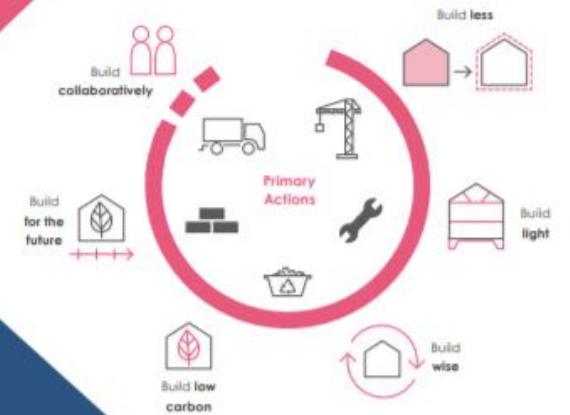 Build less
Build
collaboratively
Primary
Actions
Build
for the
future
Build
light
Build
wise
Build low
carbon